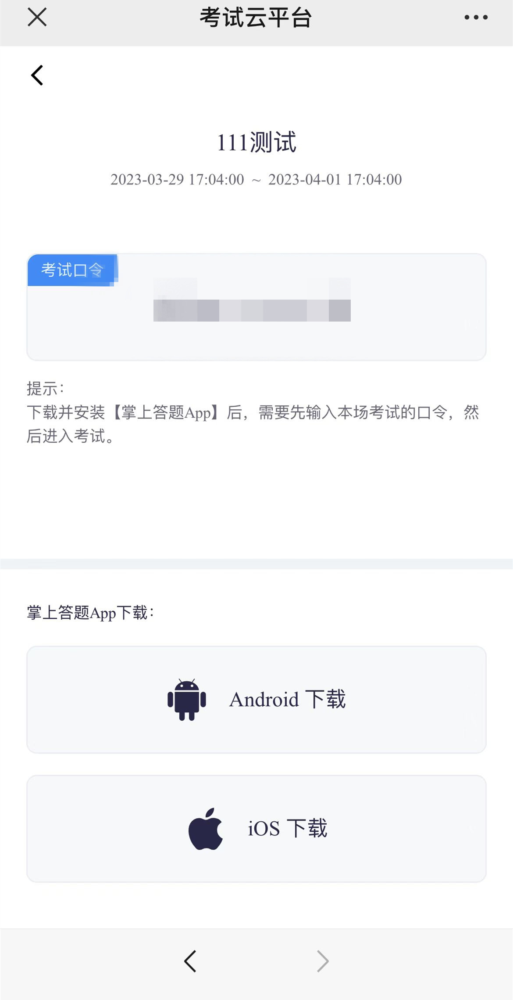 考试云平台
111测试
2023-03-29 17:04:00 ~ 2023-04-01 17:04:00
考试口令
提示：
下载并安装【掌上答题App】后，需要先输入本场考试的口令，然
后进入考试。
掌上答题App下载：
Android 下载
iOS 下载